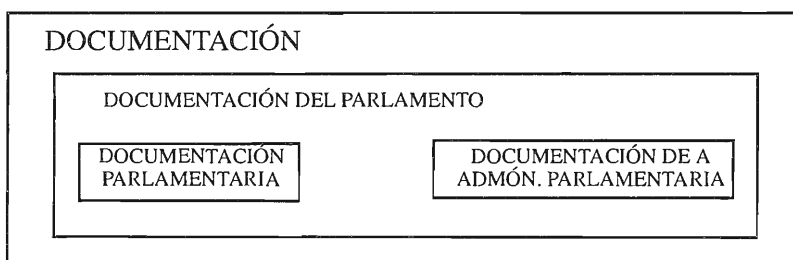 DOCUMENTACIÓN
DOCUMENTACIÓN DEL PARLAMENTO
DOCUMENTACIÓN
PARLAMENTARIA
DOCUMENTACIÓN DE A
ADMÓN. PARLAMENTARIA